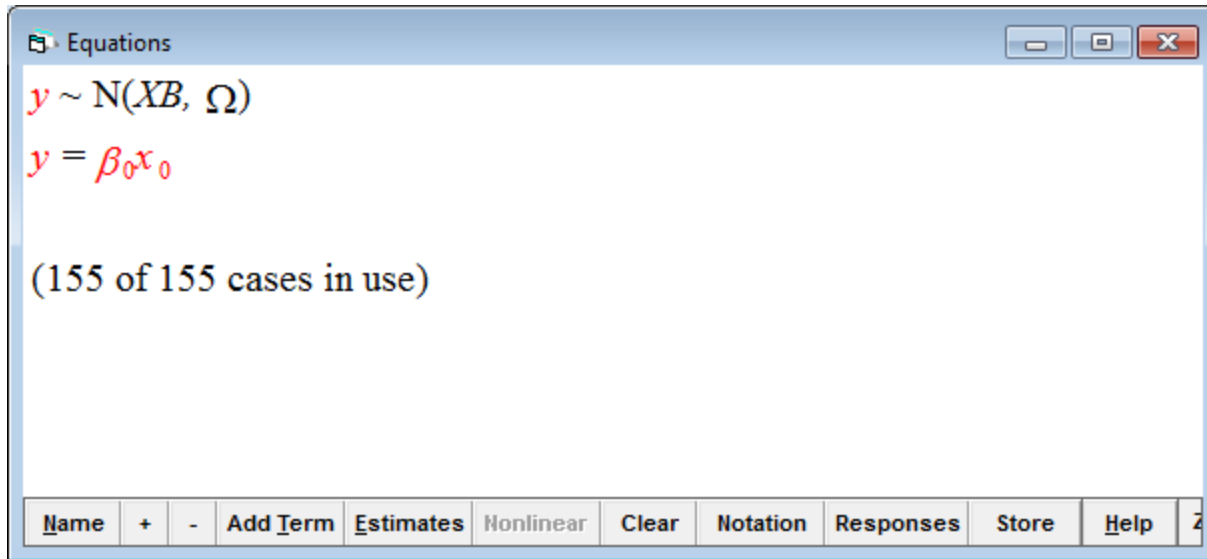 Equations
y ~ N(XB, Ω)
y = β₀x₀
(155 of 155 cases in use)
Name + - Add Term Estimates Nonlinear Clear Notation Responses Store Help